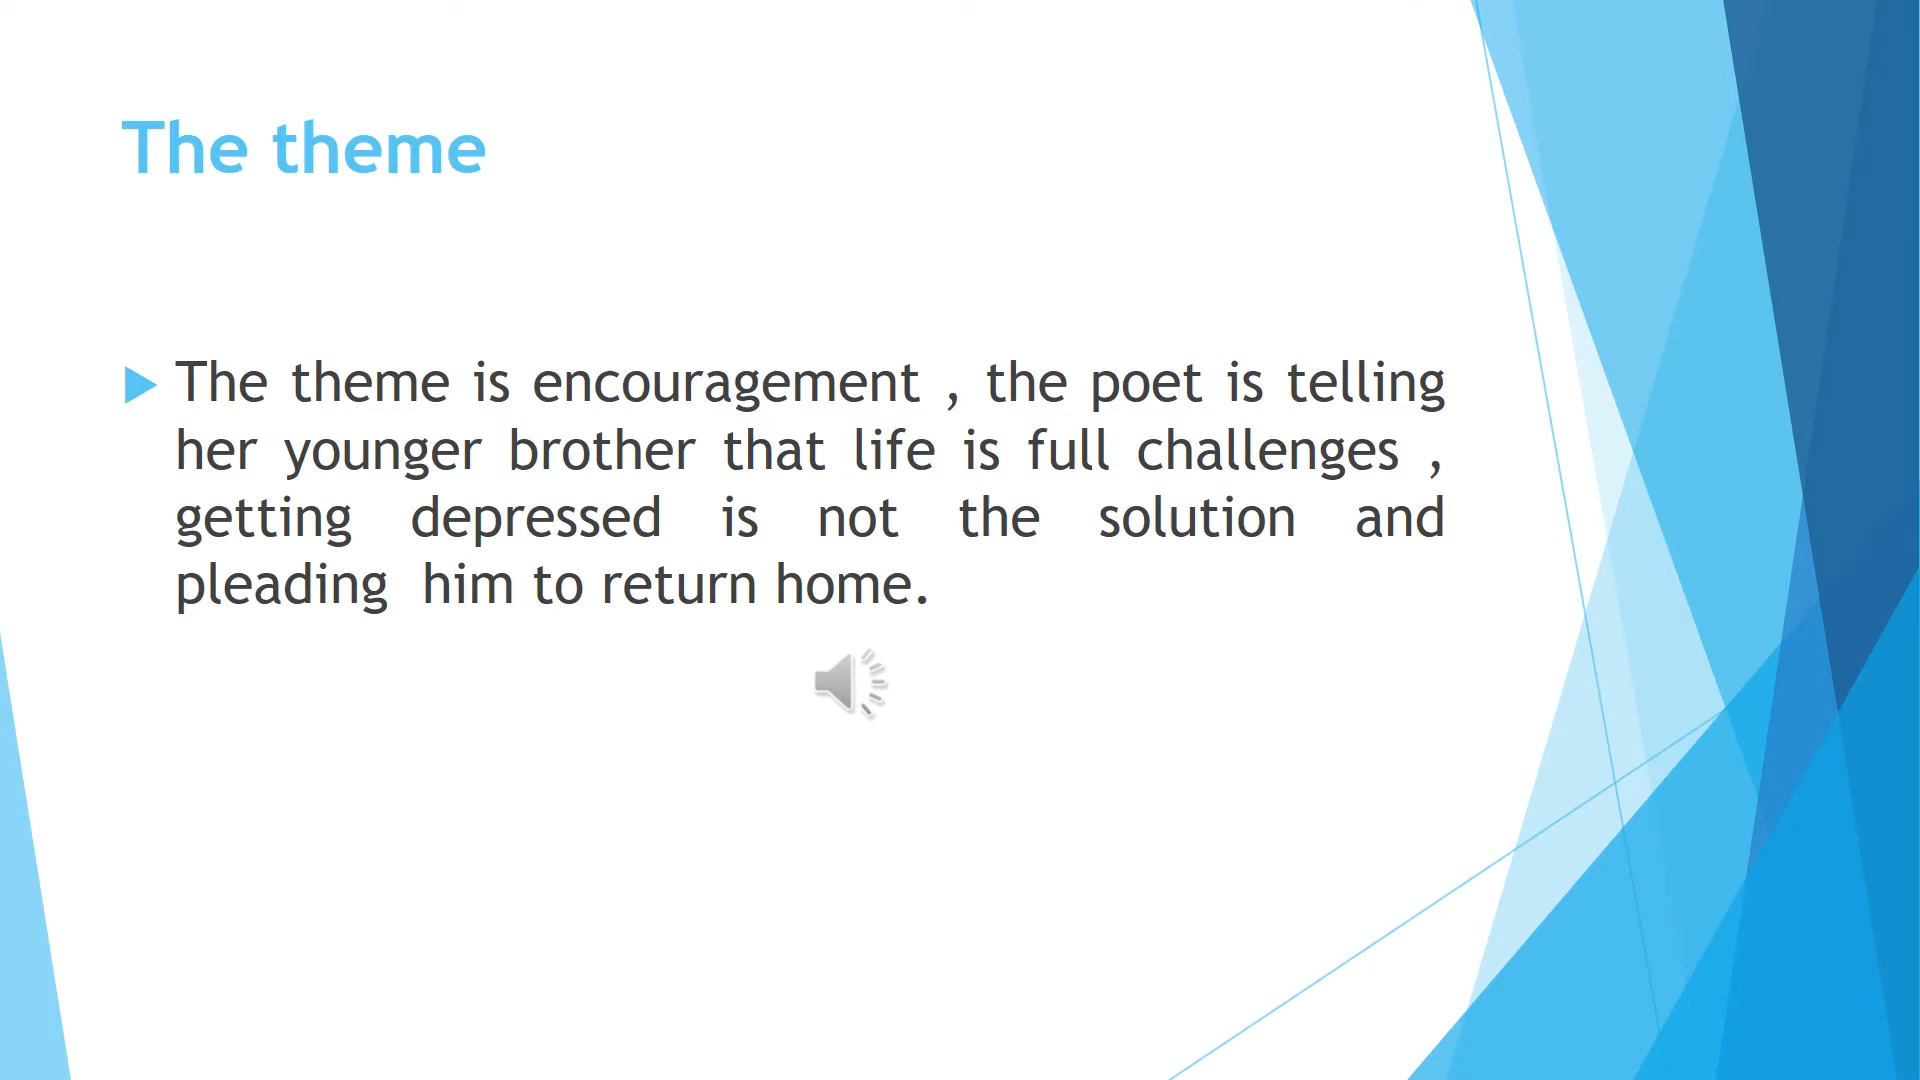 The theme
The theme is encouragement , the poet is telling
her younger brother that life is full challenges ,
getting depressed is not the solution and
pleading  him to return home.